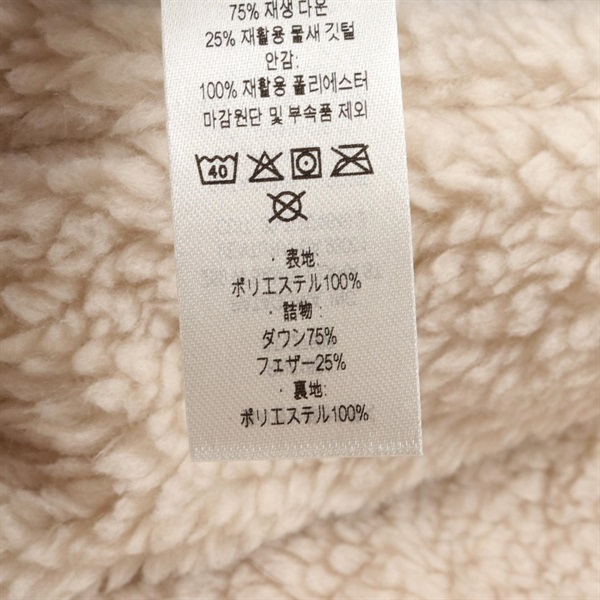 75% 재생 다운
25% 재활용 물새 깃털
안감:
100% 재활용 폴리에스터
마감원단 및 부속품 제외
40
· 表地:
ポリエステル100%
· 詰物:
ダウン75%
フェザー25%
· 裏地:
ポリエステル100%